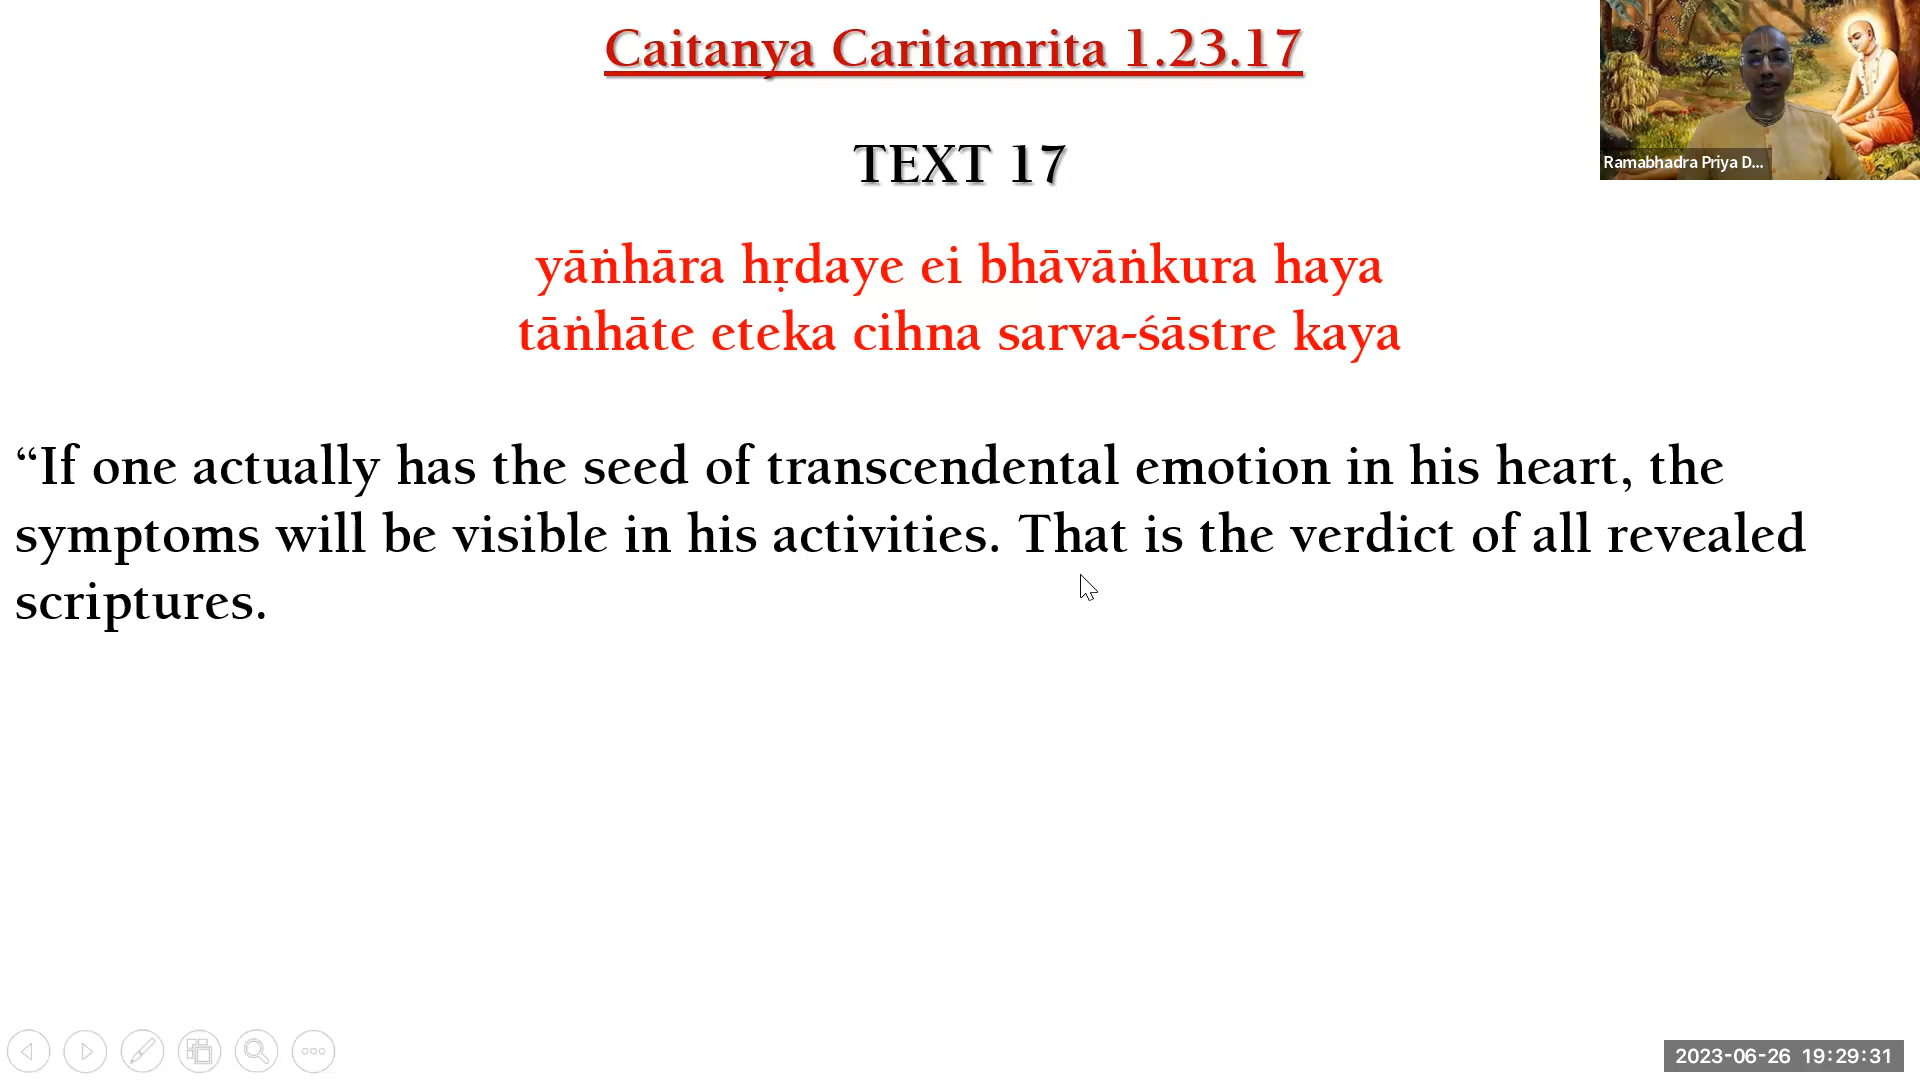 Caitanya Caritamrita 1.23.17
Ramabhadra Priya D...
TEXT 17
yāṅhāra hṛdaye ei bhāvāṅkura haya
tāṅhāte eteka cihna sarva-śāstre kaya
“If one actually has the seed of transcendental emotion in his heart, the
symptoms will be visible in his activities. That is the verdict of all revealed
scriptures.
2023-06-26 19:29:31